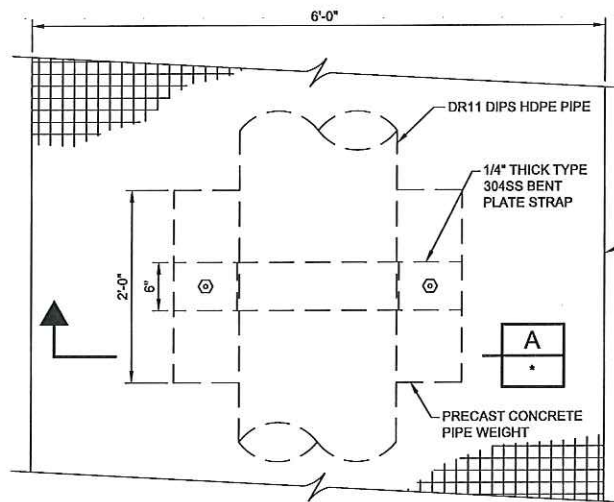 6'-0"
DR11 DIPS HDPE PIPE
1/4" THICK TYPE
304SS BENT
PLATE STRAP
2'-0"
6"
A
*
PRECAST CONCRETE
PIPE WEIGHT